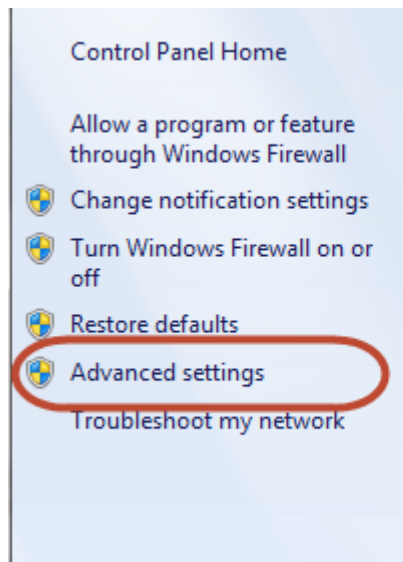 Control Panel Home
Allow a program or feature
through Windows Firewall
Change notification settings
Turn Windows Firewall on or
off
Restore defaults
Advanced settings
Troubleshoot my network